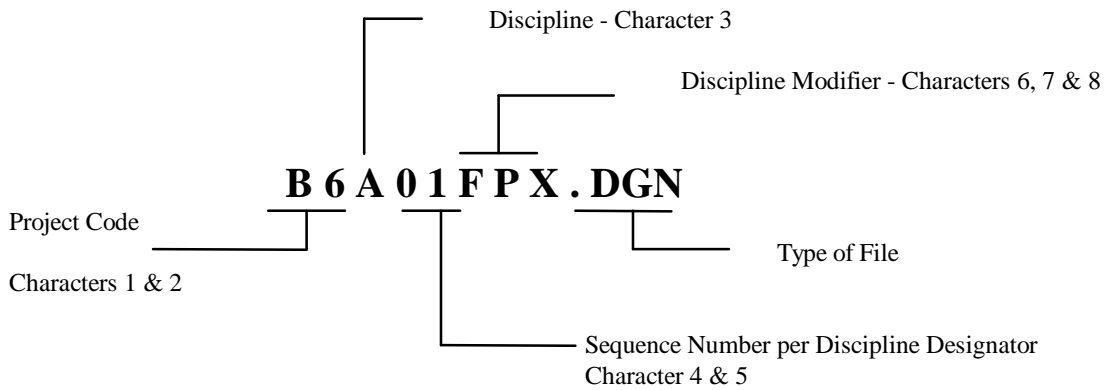 Discipline - Character 3
Discipline Modifier - Characters 6, 7 & 8
B 6 A 0 1 F P X . DGN
Project Code
Characters 1 & 2
Type of File
Sequence Number per Discipline Designator
Character 4 & 5